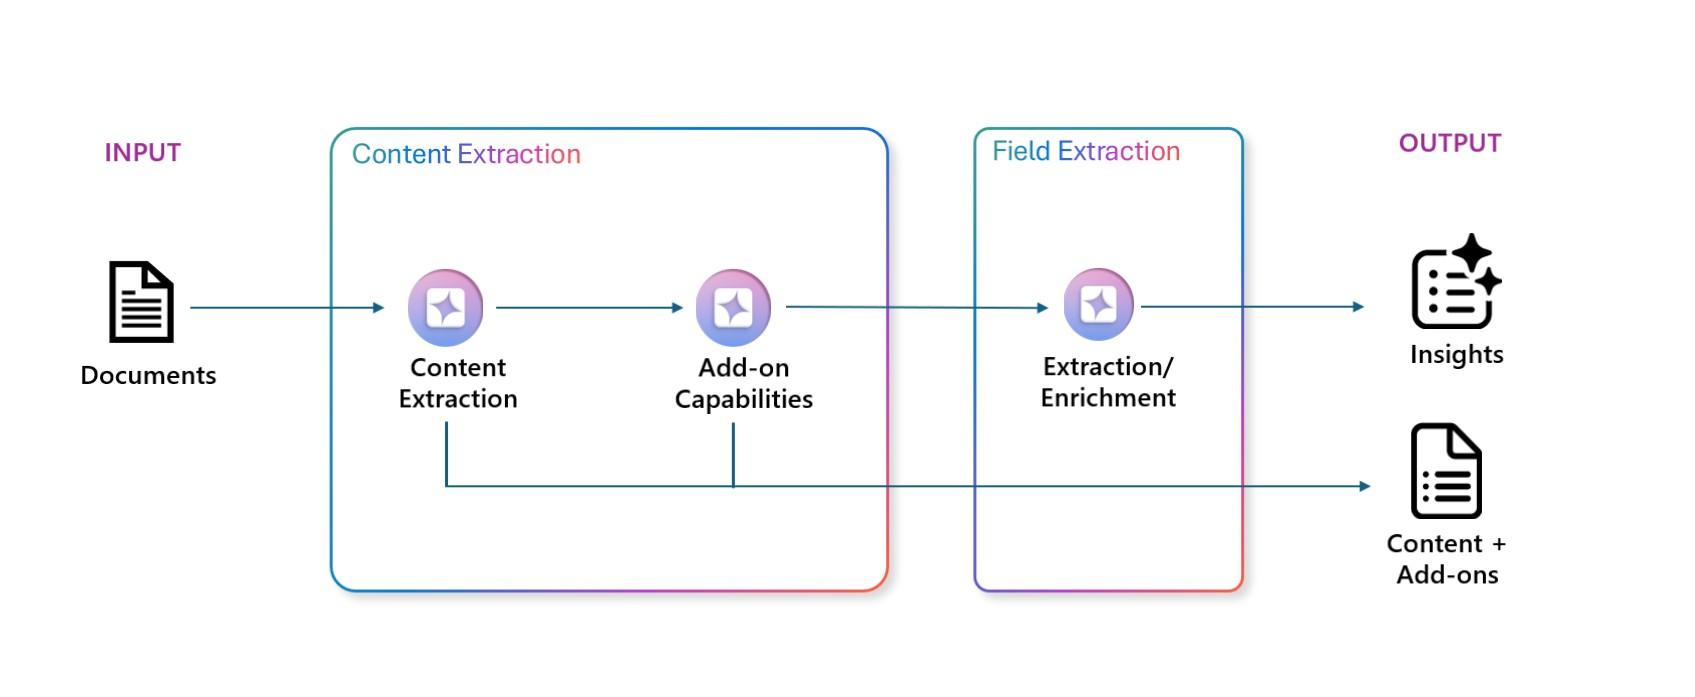 INPUT
Content Extraction
Field Extraction
OUTPUT
Documents
Content
Extraction
Add-on
Capabilities
Extraction/
Enrichment
Insights
Content +
Add-ons